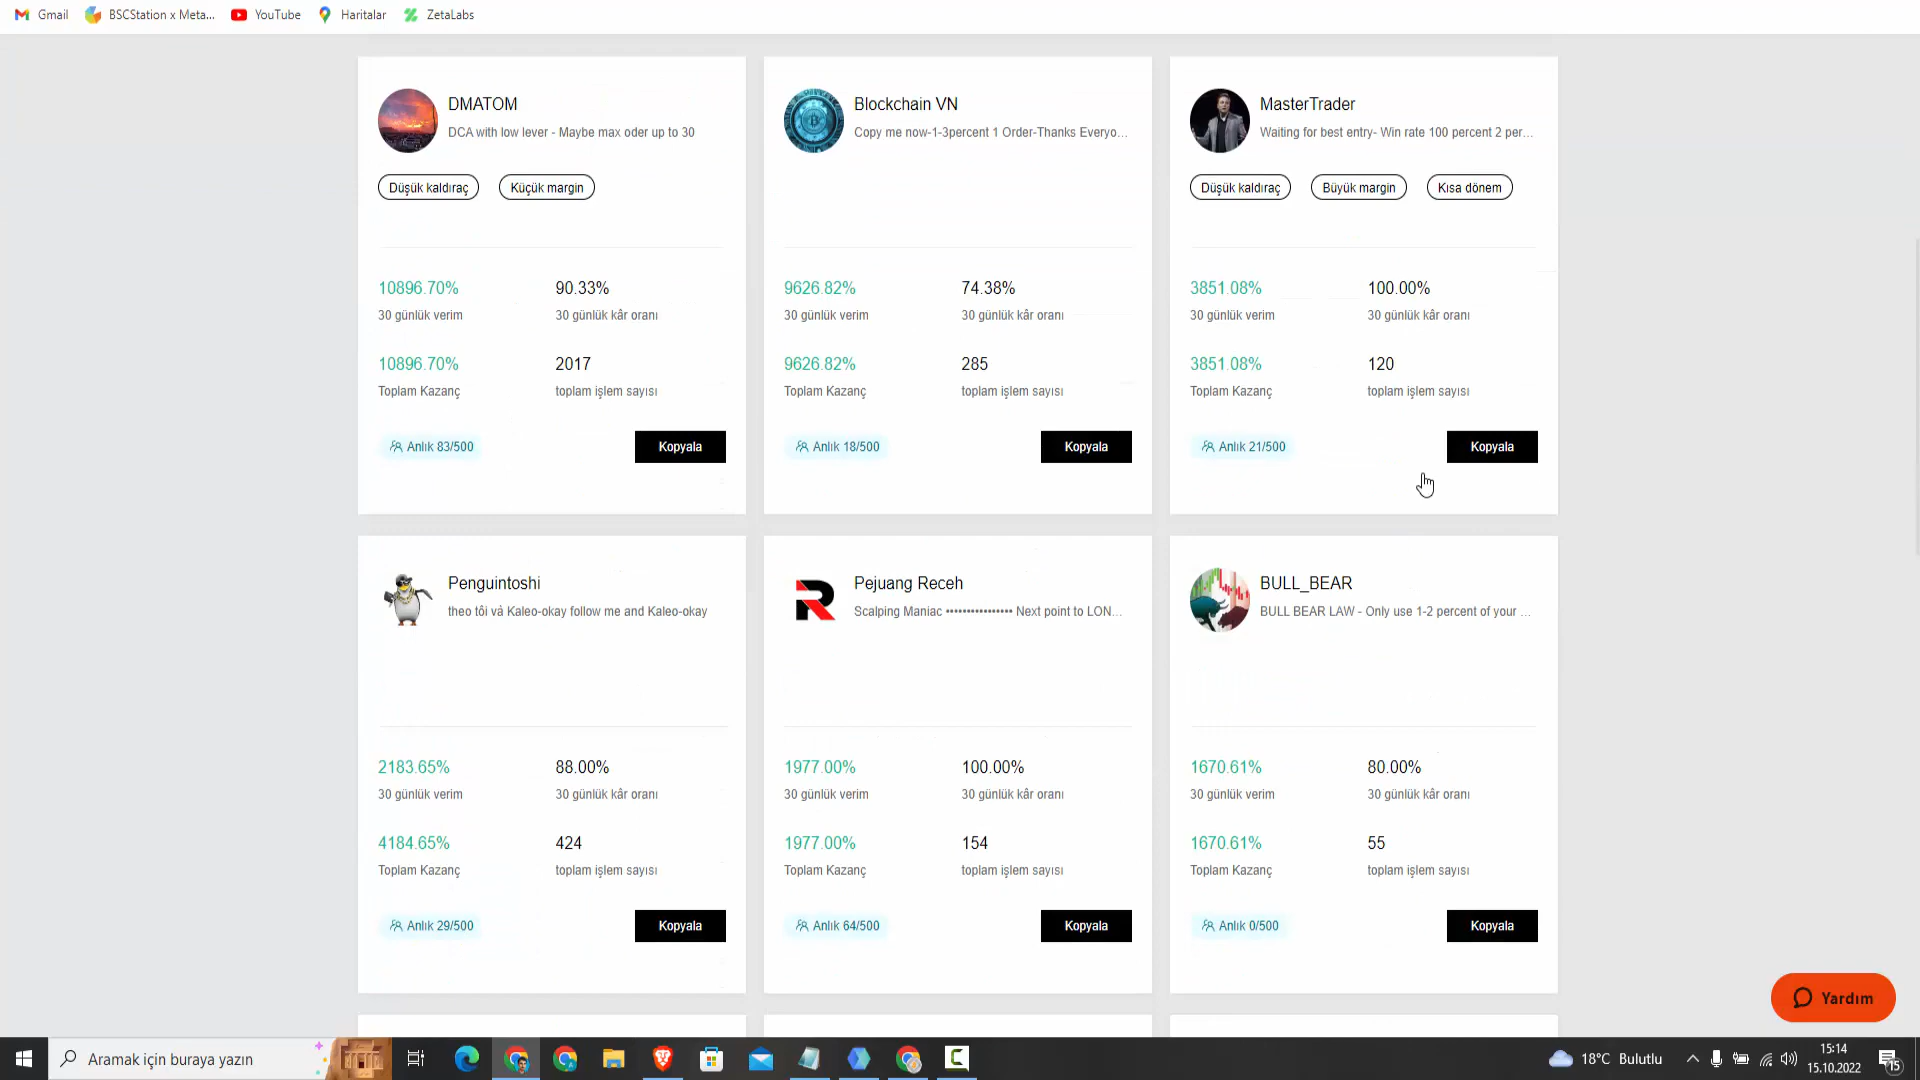 Gmail
BSCStation x Meta...
YouTube
Haritalar
ZetaLabs
DMATOM
DCA with low lever - Maybe max oder up to 30
Düşük kaldıraç
Küçük margin
10896.70%
90.33%
30 günlük verim
30 günlük kâr oranı
10896.70%
2017
Toplam Kazanç
toplam işlem sayısı
Anlık 83/500
Kopyala
Blockchain VN
Copy me now-1-3percent 1 Order-Thanks Everyo...
9626.82%
74.38%
30 günlük verim
30 günlük kâr oranı
9626.82%
285
Toplam Kazanç
toplam işlem sayısı
Anlık 18/500
Kopyala
MasterTrader
Waiting for best entry- Win rate 100 percent 2 per...
Düşük kaldıraç
Büyük margin
Kısa dönem
3851.08%
100.00%
30 günlük verim
30 günlük kâr oranı
3851.08%
120
Toplam Kazanç
toplam işlem sayısı
Anlık 21/500
Kopyala
Penguintoshi
theo tôi và Kaleo-okay follow me and Kaleo-okay
2183.65%
88.00%
30 günlük verim
30 günlük kâr oranı
4184.65%
424
Toplam Kazanç
toplam işlem sayısı
Anlık 29/500
Kopyala
Pejuang Receh
Scalping Maniac •••••••••••••••• Next point to LON...
1977.00%
100.00%
30 günlük verim
30 günlük kâr oranı
1977.00%
154
Toplam Kazanç
toplam işlem sayısı
Anlık 64/500
Kopyala
BULL_BEAR
BULL BEAR LAW - Only use 1-2 percent of your ...
1670.61%
80.00%
30 günlük verim
30 günlük kâr oranı
1670.61%
55
Toplam Kazanç
toplam işlem sayısı
Anlık 0/500
Kopyala
Yardım
Aramak için buraya yazın
18°C Bulutlu
15:14
15.10.2022
15